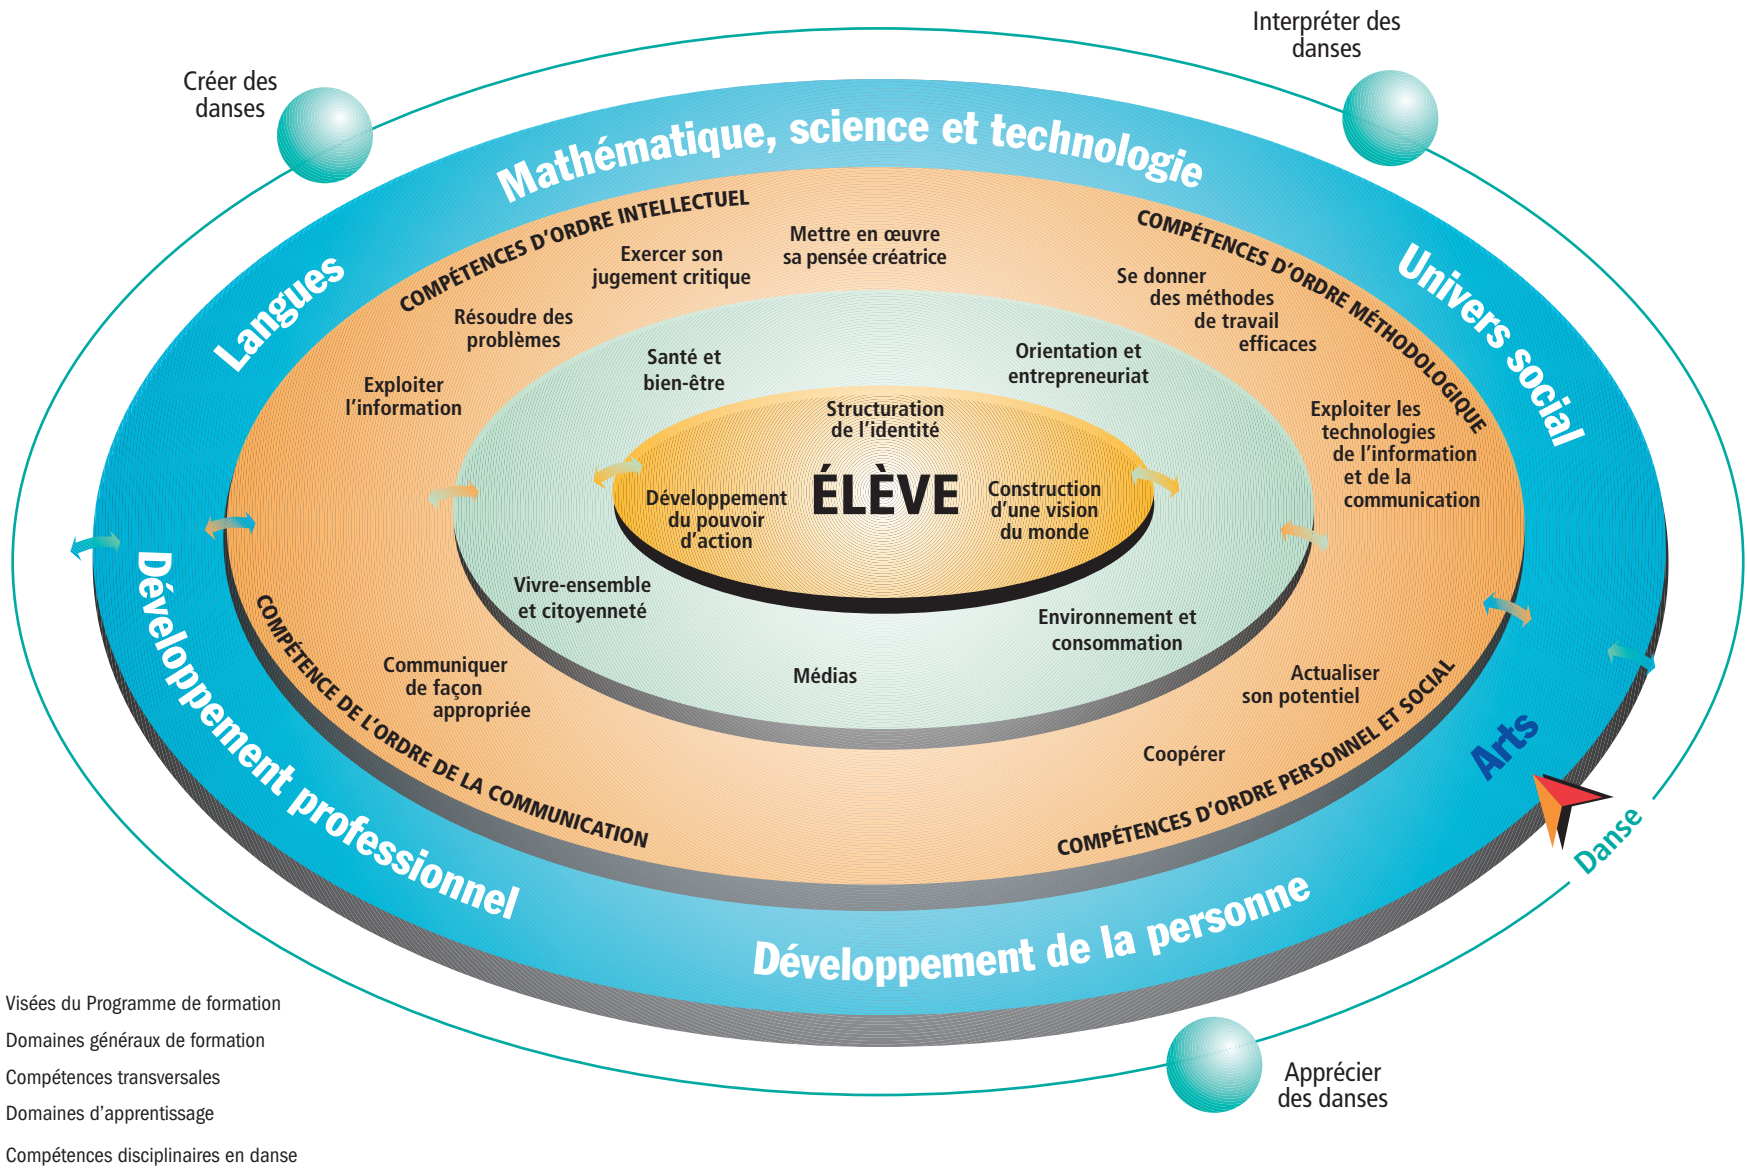 Interpréter des
danses
Créer des
danses
Mathématique, science et technologie
Langues
Univers social
COMPÉTENCES D'ORDRE INTELLECTUEL
COMPÉTENCES D'ORDRE MÉTHODOLOGIQUE
Mettre en œuvre
sa pensée créatrice
Exercer son
jugement critique
Résoudre des
problèmes
Exploiter
l'information
Se donner
des méthodes
de travail
efficaces
Exploiter les
technologies
de l'information
et de la
communication
Santé et
bien-être
Orientation et
entrepreneuriat
Structuration
de l'identité
ÉLÈVE
Développement
du pouvoir
d'action
Construction
d'une vision
du monde
Vivre-ensemble
et citoyenneté
Environnement et
consommation
Médias
Communiquer
de façon
appropriée
Actualiser
son potentiel
Coopérer
COMPÉTENCE DE L'ORDRE DE LA COMMUNICATION
COMPÉTENCES D'ORDRE PERSONNEL ET SOCIAL
Développement professionnel
Développement de la personne
Arts
Danse
Apprécier
des danses
Visées du Programme de formation
Domaines généraux de formation
Compétences transversales
Domaines d'apprentissage
Compétences disciplinaires en danse